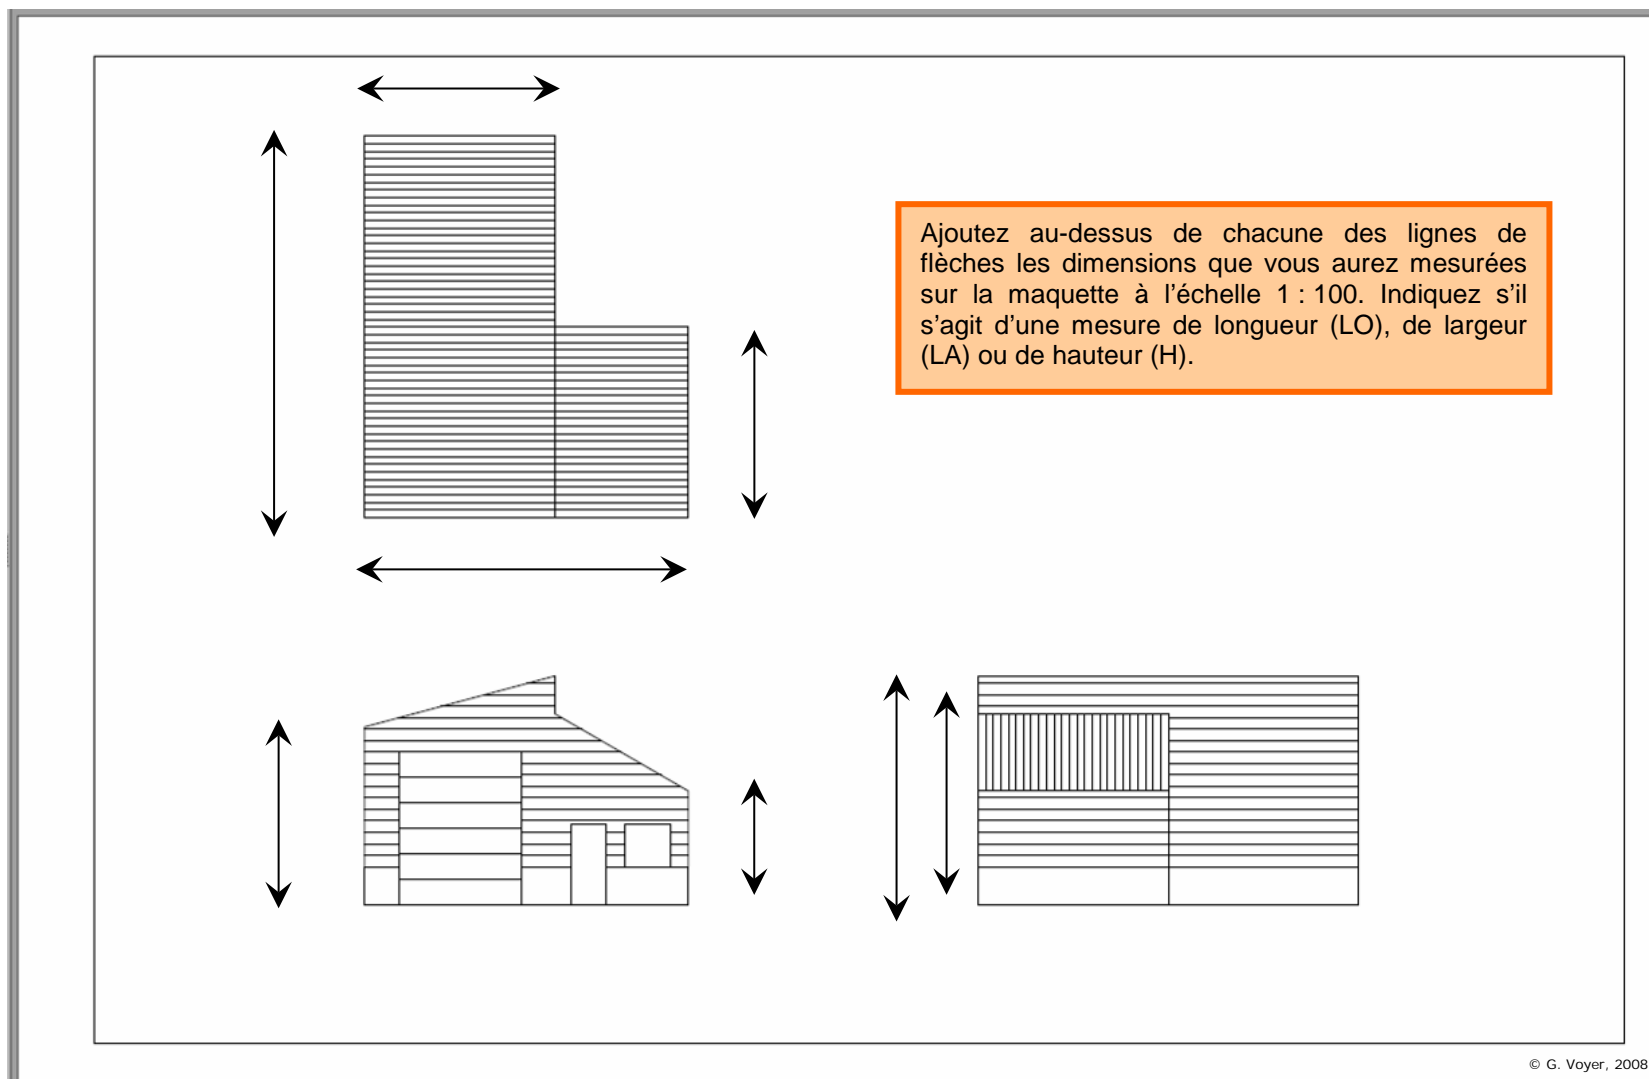 Ajoutez au-dessus de chacune des lignes de
flèches les dimensions que vous aurez mesurées
sur la maquette à l’échelle 1 : 100. Indiquez s’il
s’agit d’une mesure de longueur (LO), de largeur
(LA) ou de hauteur (H).
© G. Voyer, 2008